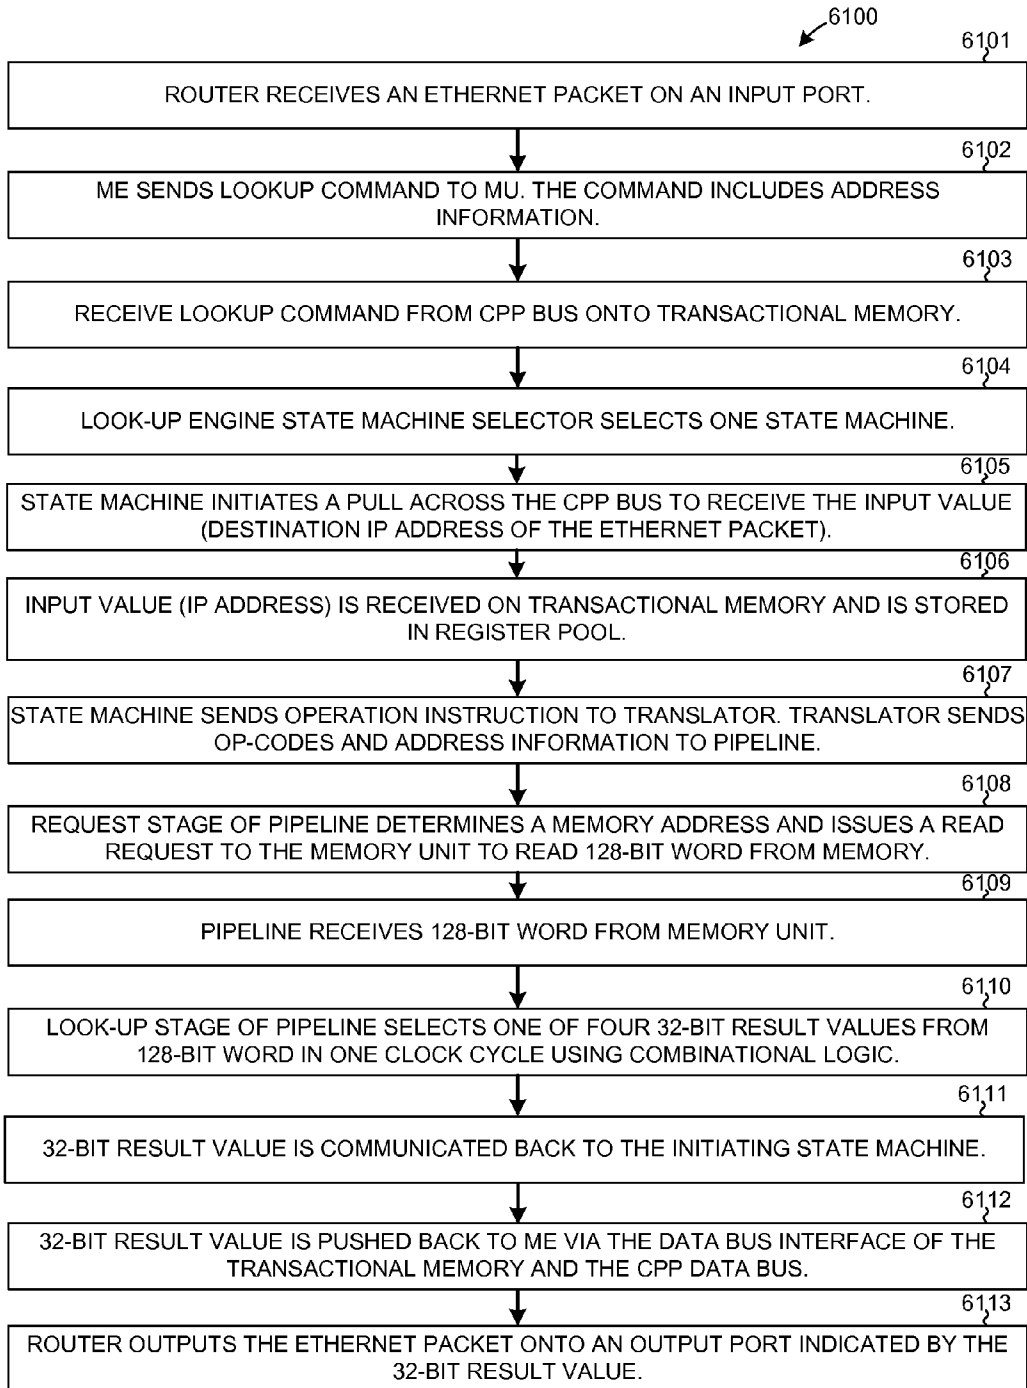 6100
6101
ROUTER RECEIVES AN ETHERNET PACKET ON AN INPUT PORT.
6102
ME SENDS LOOKUP COMMAND TO MU. THE COMMAND INCLUDES ADDRESS
INFORMATION.
6103
RECEIVE LOOKUP COMMAND FROM CPP BUS ONTO TRANSACTIONAL MEMORY.
6104
LOOK-UP ENGINE STATE MACHINE SELECTOR SELECTS ONE STATE MACHINE.
6105
STATE MACHINE INITIATES A PULL ACROSS THE CPP BUS TO RECEIVE THE INPUT VALUE
(DESTINATION IP ADDRESS OF THE ETHERNET PACKET).
6106
INPUT VALUE (IP ADDRESS) IS RECEIVED ON TRANSACTIONAL MEMORY AND IS STORED
IN REGISTER POOL.
6107
STATE MACHINE SENDS OPERATION INSTRUCTION TO TRANSLATOR. TRANSLATOR SENDS
OP-CODES AND ADDRESS INFORMATION TO PIPELINE.
6108
REQUEST STAGE OF PIPELINE DETERMINES A MEMORY ADDRESS AND ISSUES A READ
REQUEST TO THE MEMORY UNIT TO READ 128-BIT WORD FROM MEMORY.
6109
PIPELINE RECEIVES 128-BIT WORD FROM MEMORY UNIT.
6110
LOOK-UP STAGE OF PIPELINE SELECTS ONE OF FOUR 32-BIT RESULT VALUES FROM
128-BIT WORD IN ONE CLOCK CYCLE USING COMBINATIONAL LOGIC.
6111
32-BIT RESULT VALUE IS COMMUNICATED BACK TO THE INITIATING STATE MACHINE.
6112
32-BIT RESULT VALUE IS PUSHED BACK TO ME VIA THE DATA BUS INTERFACE OF THE
TRANSACTIONAL MEMORY AND THE CPP DATA BUS.
6113
ROUTER OUTPUTS THE ETHERNET PACKET ONTO AN OUTPUT PORT INDICATED BY THE
32-BIT RESULT VALUE.